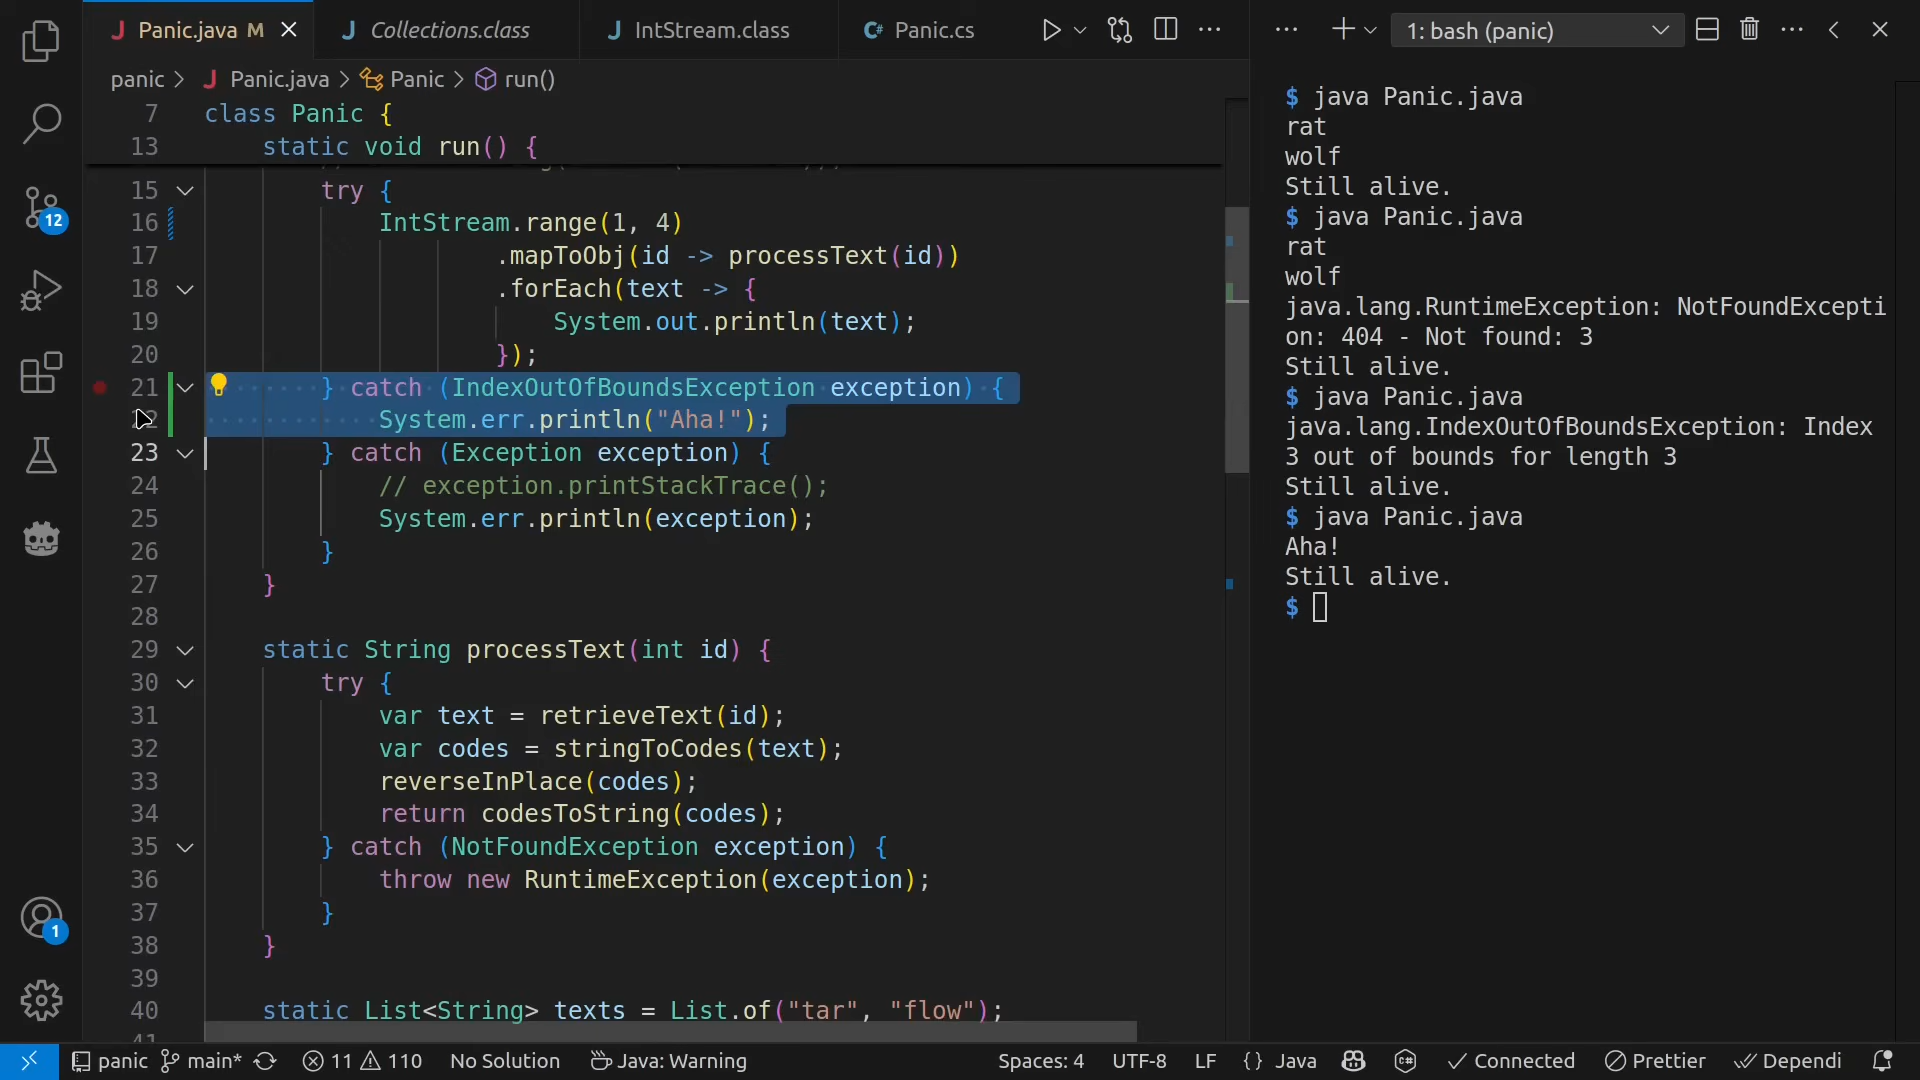 Panic.java M
Collections.class
IntStream.class
Panic.cs
1: bash (panic)
panic > Panic.java > Panic > run()
7 class Panic {
13 static void run() {
15 try {
16 IntStream.range(1, 4)
17 .mapToObj(id -> processText(id))
18 .forEach(text -> {
19 System.out.println(text);
20 });
21 } catch (IndexOutOfBoundsException exception) {
22 System.err.println("Aha!");
23 } catch (Exception exception) {
24 // exception.printStackTrace();
25 System.err.println(exception);
26 }
27 }
28
29 static String processText(int id) {
30 try {
31 var text = retrieveText(id);
32 var codes = stringToCodes(text);
33 reverseInPlace(codes);
34 return codesToString(codes);
35 } catch (NotFoundException exception) {
36 throw new RuntimeException(exception);
37 }
38 }
39
40 static List<String> texts = List.of("tar", "flow");
41
$ java Panic.java
rat
wolf
Still alive.
$ java Panic.java
rat
wolf
java.lang.RuntimeException: NotFoundExcepti
on: 404 - Not found: 3
Still alive.
$ java Panic.java
java.lang.IndexOutOfBoundsException: Index
3 out of bounds for length 3
Still alive.
$ java Panic.java
Aha!
Still alive.
$
12
1
panic main* 11 110 No Solution Java: Warning
Spaces: 4 UTF-8 LF {} Java C# Connected Prettier Dependi